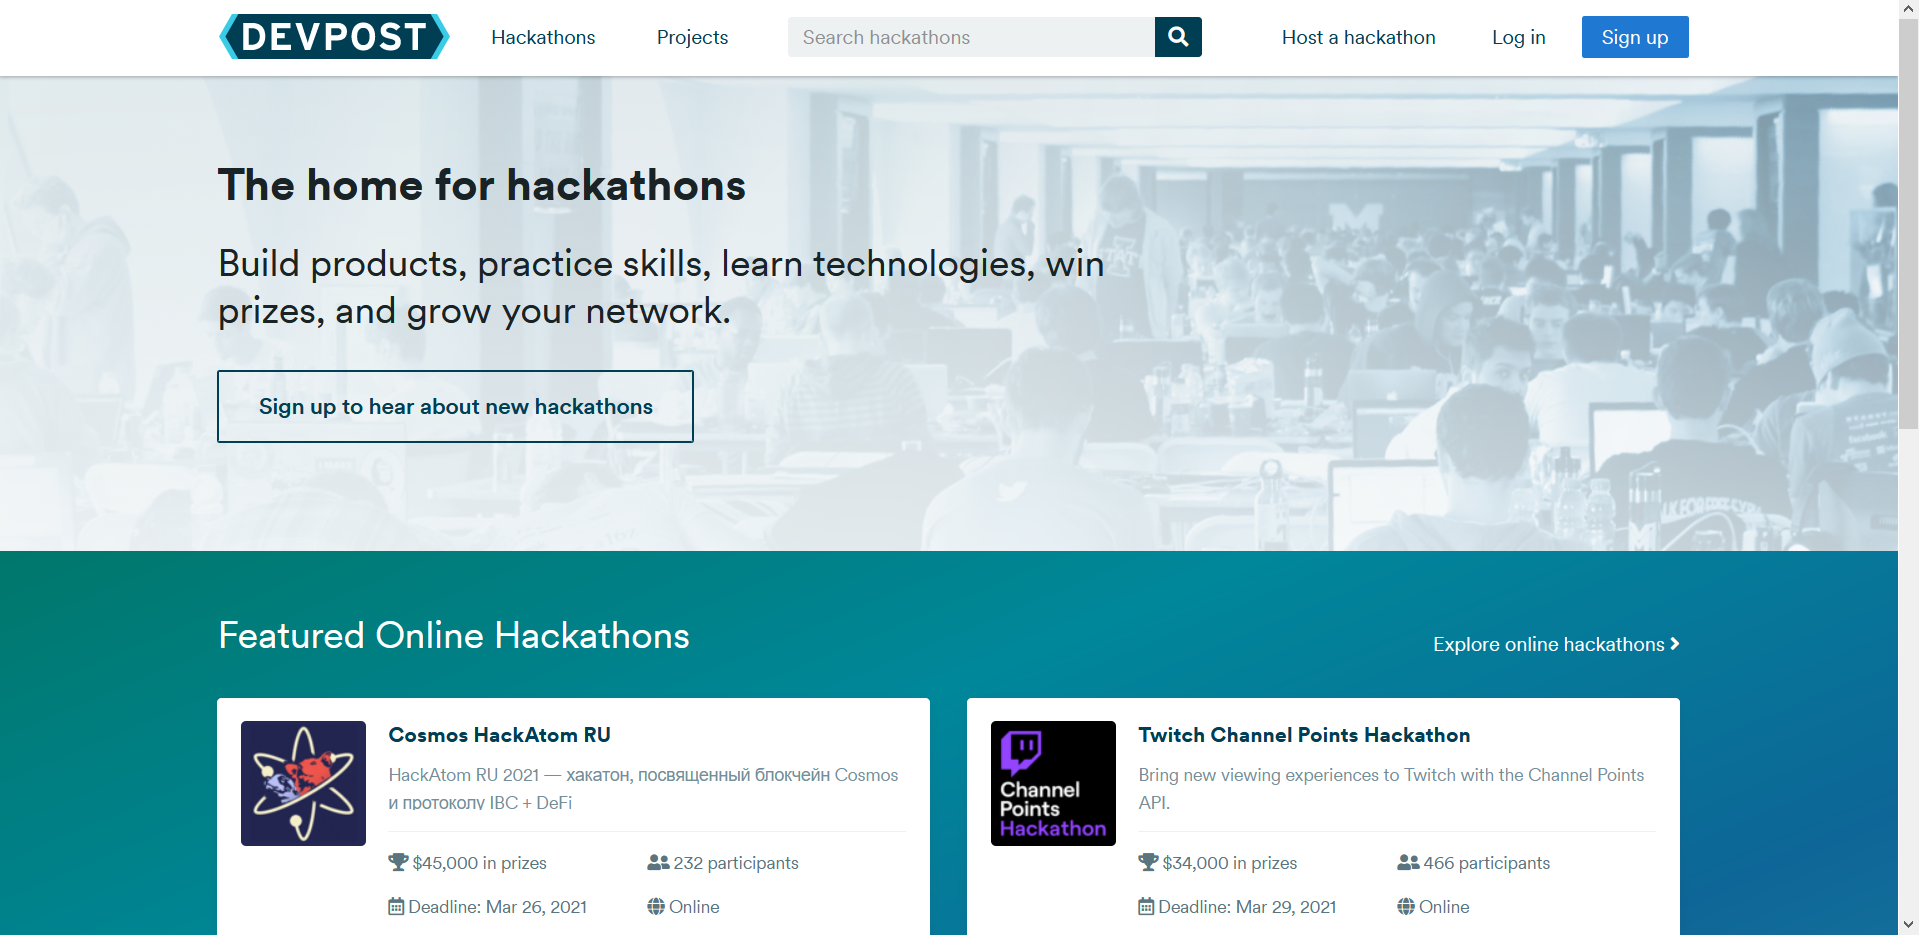 DEVPOST
Hackathons
Projects
Search hackathons
Host a hackathon
Log in
Sign up
The home for hackathons
Build products, practice skills, learn technologies, win
prizes, and grow your network.
Sign up to hear about new hackathons
Featured Online Hackathons
Explore online hackathons
Cosmos HackAtom RU
HackAtom RU 2021 — хакатон, посвященный блокчейн Cosmos
и протоколу IBC + DeFi
$45,000 in prizes
232 participants
Deadline: Mar 26, 2021
Online
Channel
Points
Hackathon
Twitch Channel Points Hackathon
Bring new viewing experiences to Twitch with the Channel Points
API.
$34,000 in prizes
466 participants
Deadline: Mar 29, 2021
Online